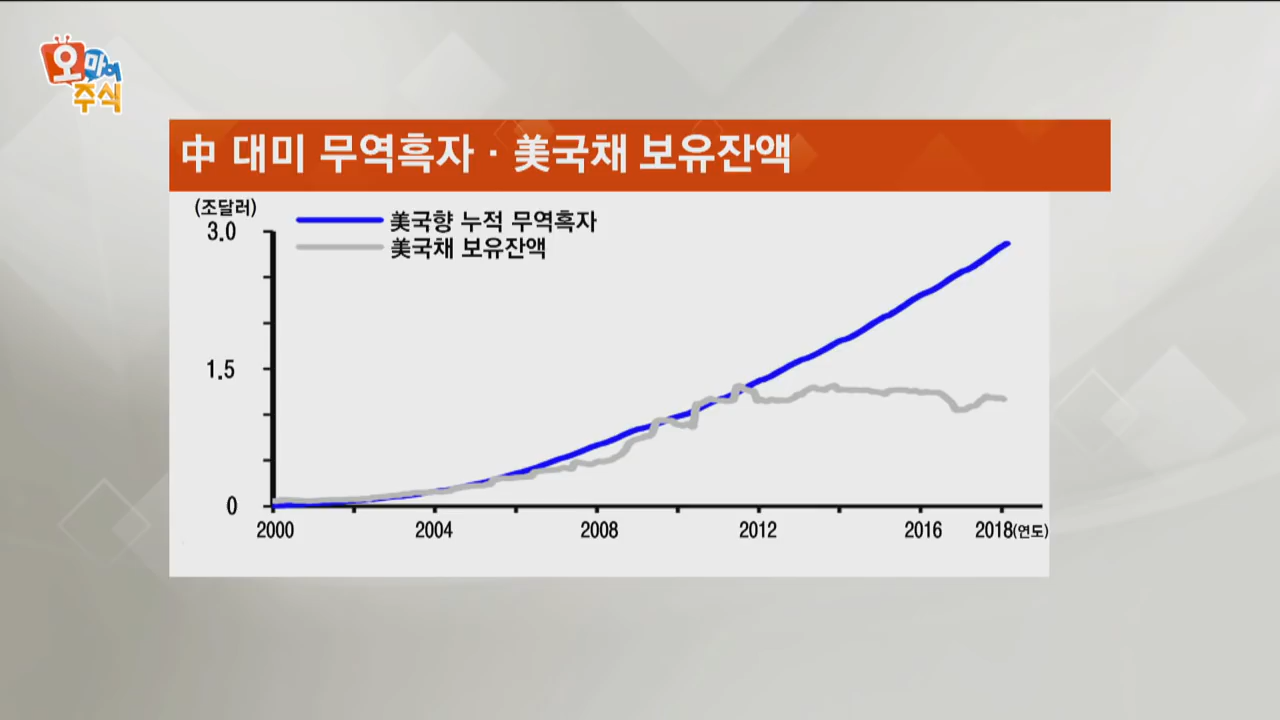 오마이
주식
中 대미 무역흑자 · 美국채 보유잔액
(조달러)
美국향 누적 무역흑자
美국채 보유잔액
3.0
1.5
0
2000 2004 2008 2012 2016 2018(연도)